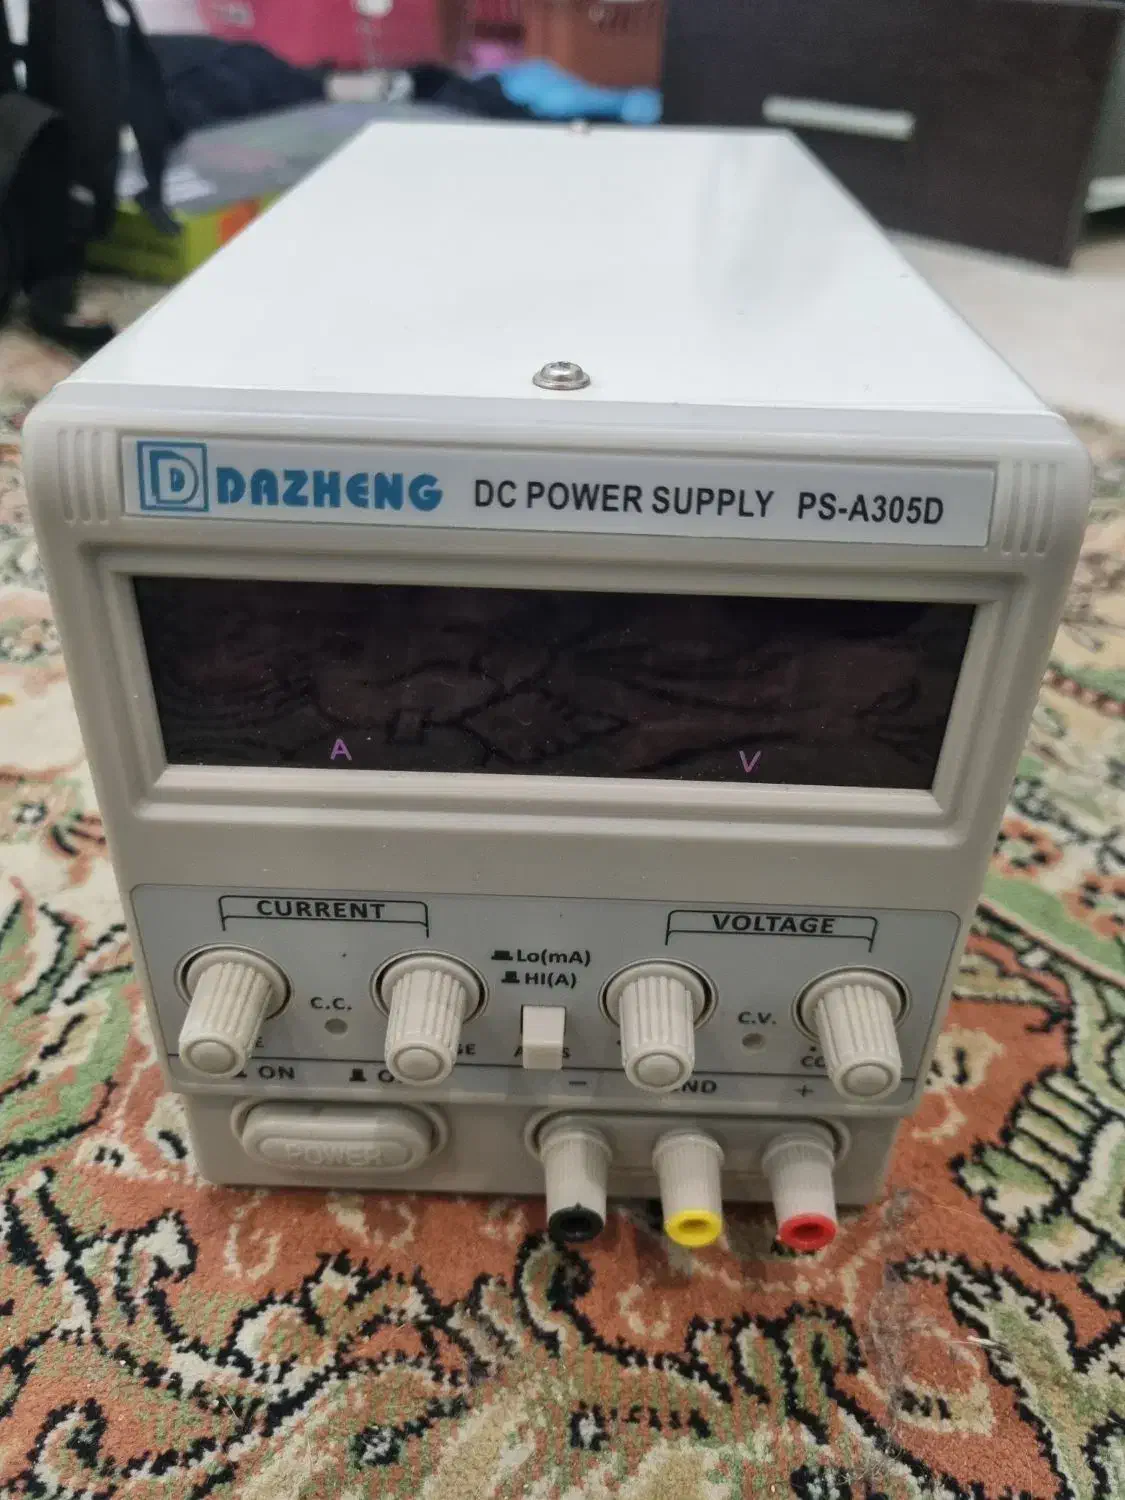 D DAZHENG DC POWER SUPPLY PS-A305D
A V
CURRENT
VOLTAGE
Lo(mA)
HI(A)
C.C.
C.V.
ON
− +
POWER